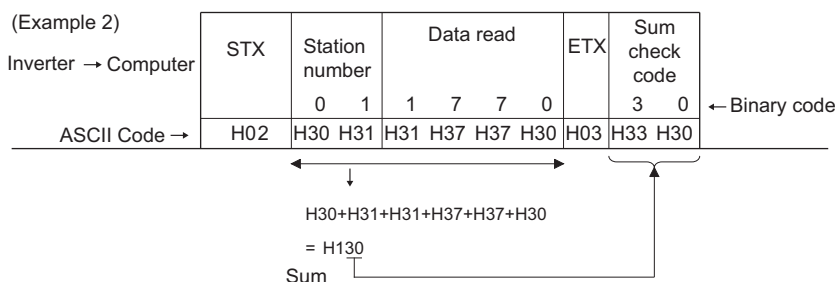 (Example 2)
Inverter → Computer
STX
Station number
Data read
ETX
Sum check code
0 1 1 7 7 0 3 0
← Binary code
ASCII Code →
H02 H30 H31 H31 H37 H37 H30 H03 H33 H30
H30+H31+H31+H37+H37+H30
= H130
Sum